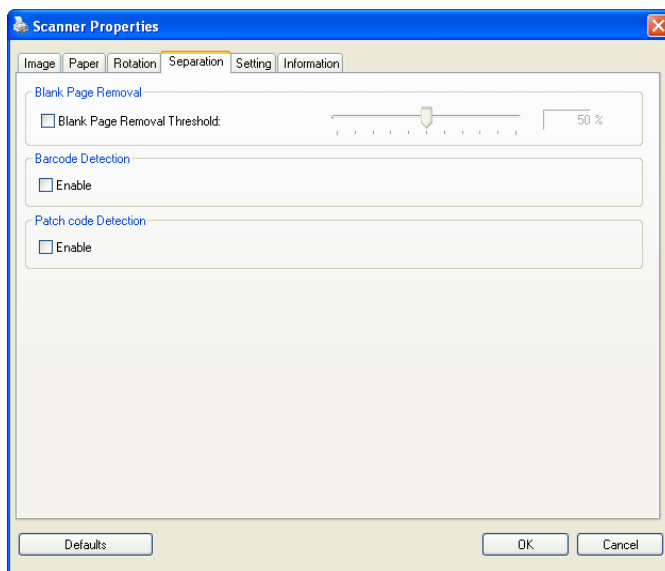 Scanner Properties
Image Paper Rotation Separation Setting Information
Blank Page Removal
Blank Page Removal Threshold: 50 %
Barcode Detection
Enable
Patch code Detection
Enable
Defaults OK Cancel